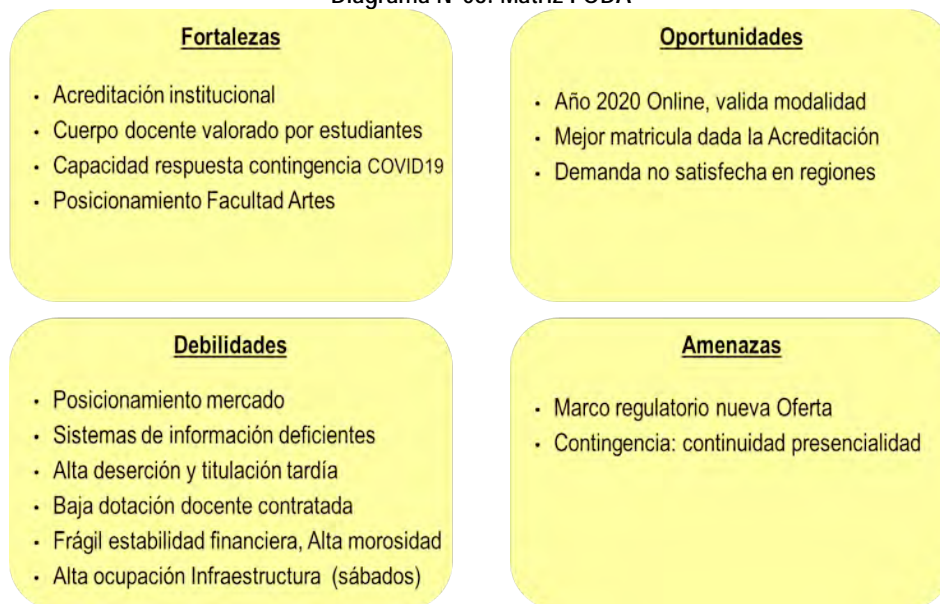 Fortalezas
• Acreditación institucional
• Cuerpo docente valorado por estudiantes
• Capacidad respuesta contingencia COVID19
• Posicionamiento Facultad Artes
Oportunidades
• Año 2020 Online, valida modalidad
• Mejor matricula dada la Acreditación
• Demanda no satisfecha en regiones
Debilidades
• Posicionamiento mercado
• Sistemas de información deficientes
• Alta deserción y titulación tardía
• Baja dotación docente contratada
• Frágil estabilidad financiera, Alta morosidad
• Alta ocupación Infraestructura (sábados)
Amenazas
• Marco regulatorio nueva Oferta
• Contingencia: continuidad presencialidad